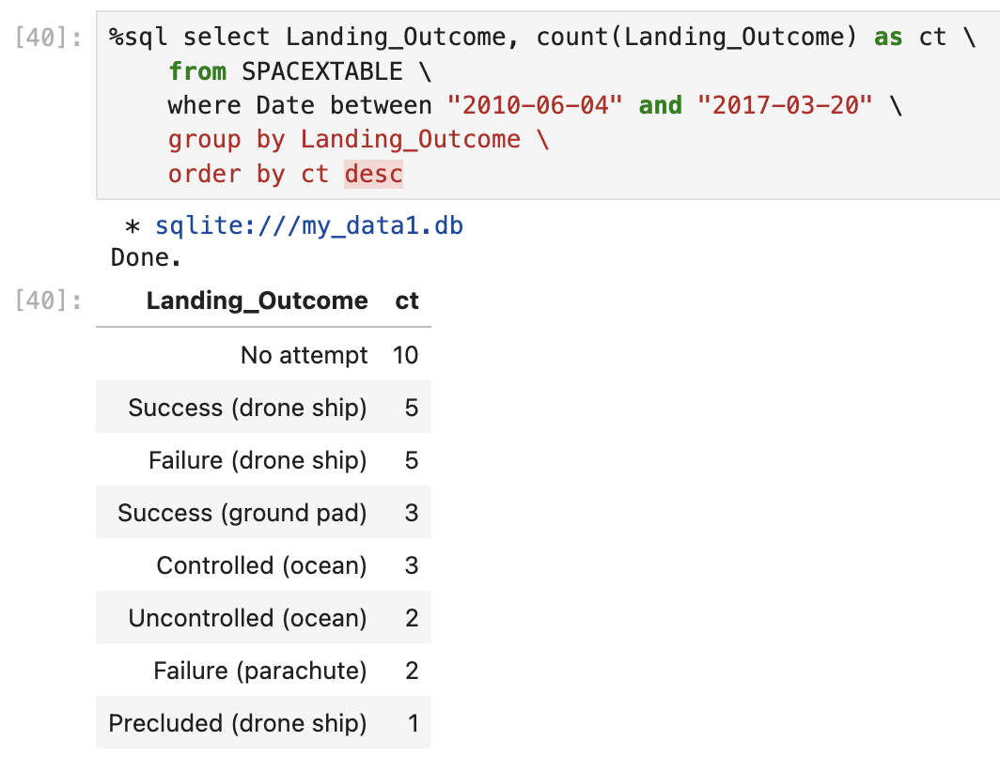 [40]: %sql select Landing_Outcome, count(Landing_Outcome) as ct \
from SPACEXTABLE \
where Date between "2010-06-04" and "2017-03-20" \
group by Landing_Outcome \
order by ct desc
* sqlite:///my_data1.db
Done.
[40]: Landing_Outcome ct
No attempt 10
Success (drone ship) 5
Failure (drone ship) 5
Success (ground pad) 3
Controlled (ocean) 3
Uncontrolled (ocean) 2
Failure (parachute) 2
Precluded (drone ship) 1